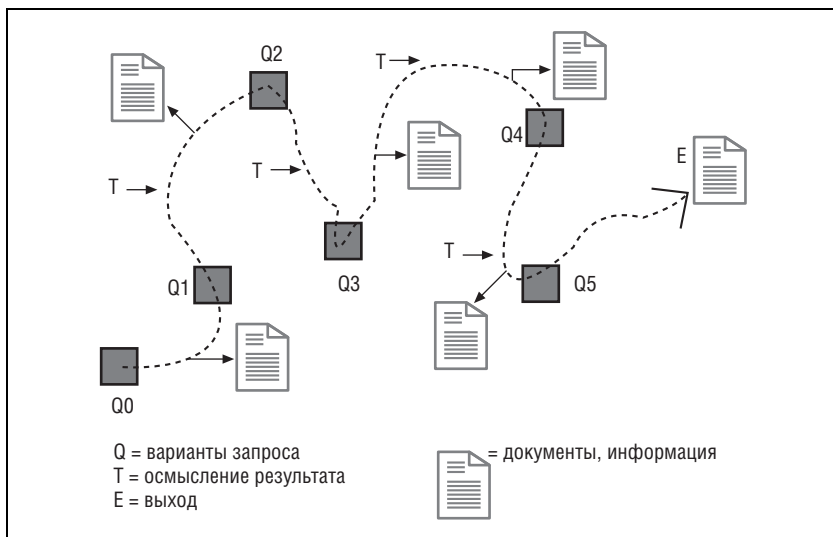 Q2
T
T
Q4
E
T
T
Q3
Q1
T
Q5
Q0
Q = варианты запроса
T = осмысление результата
E = выход
= документы, информация